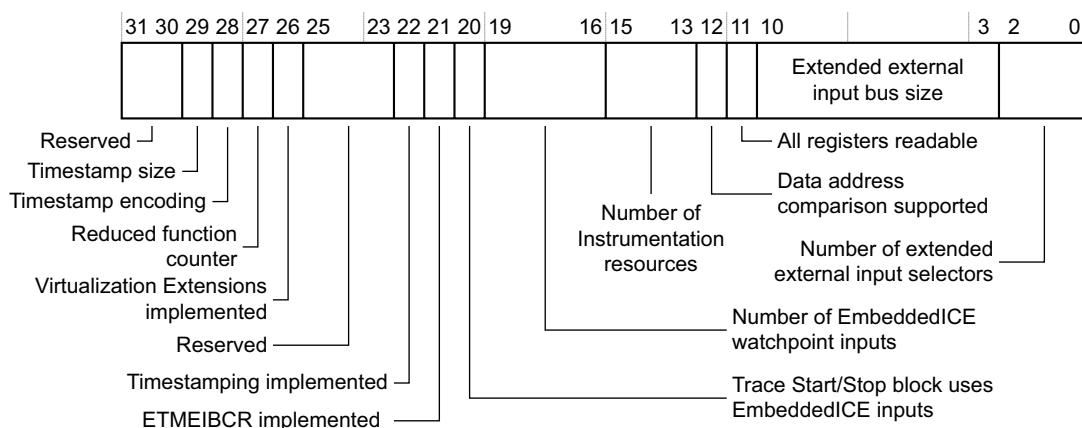 31 30 29 28 27 26 25 23 22 21 20 19 16 15 13 12 11 10 3 2 0
Extended external
input bus size
Reserved
Timestamp size
Timestamp encoding
Reduced function
counter
Virtualization Extensions
implemented
Reserved
Timestamping implemented
ETMEIBCR implemented
Number of
Instrumentation
resources
All registers readable
Data address
comparison supported
Number of extended
external input selectors
Number of EmbeddedICE
watchpoint inputs
Trace Start/Stop block uses
EmbeddedICE inputs